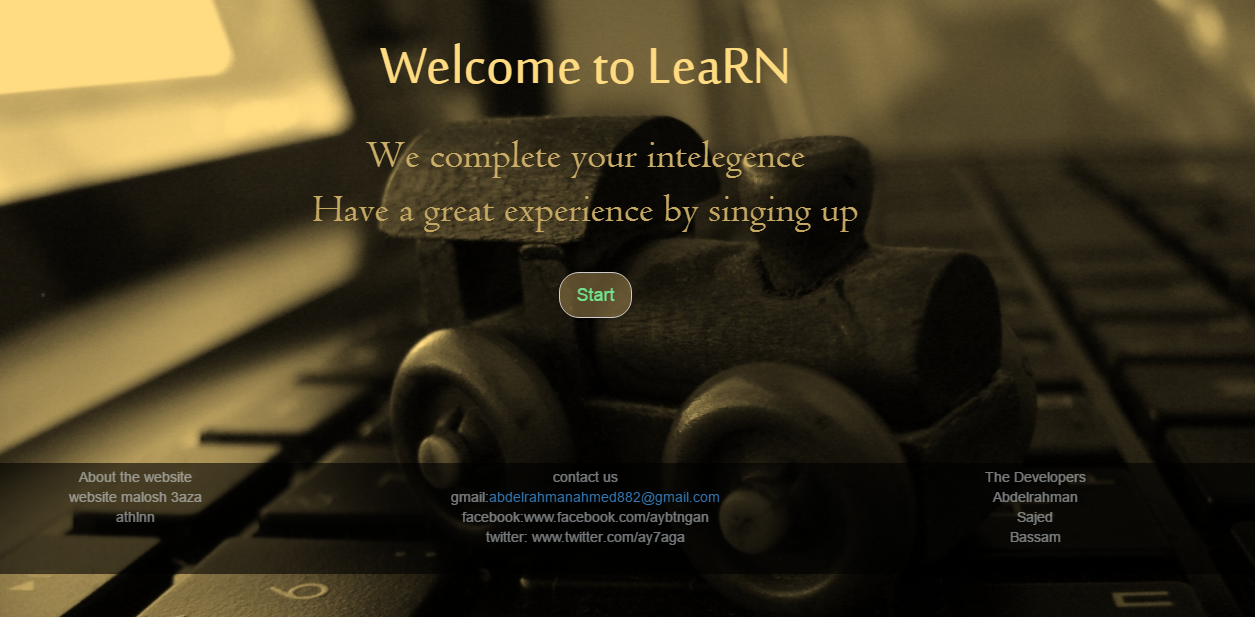 Welcome to LeaRN
We complete your intelegence
Have a great experience by singing up
Start
About the website
website malosh 3aza
athlnn
contact us
gmail:abdelrahmanahmed882@gmail.com
facebook:www.facebook.com/aybtngan
twitter: www.twitter.com/ay7aga
The Developers
Abdelrahman
Sajed
Bassam